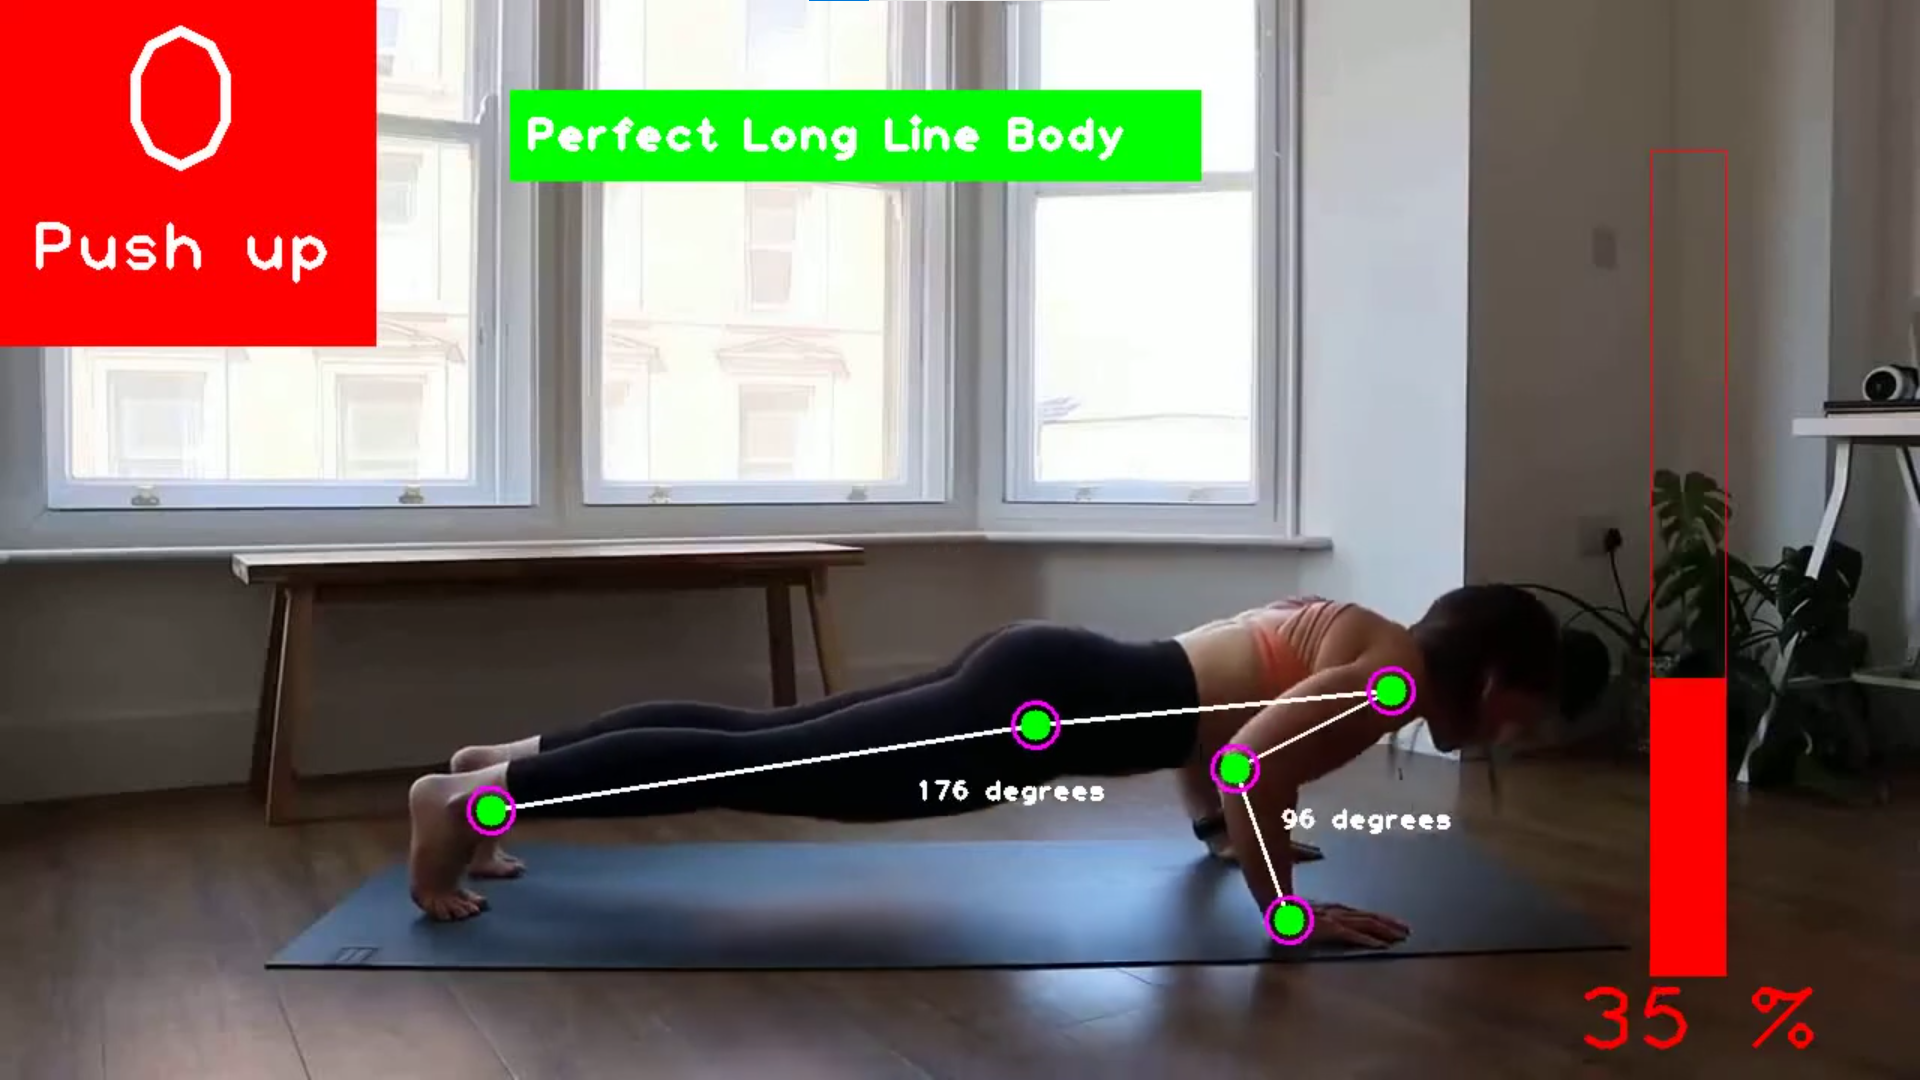 0
Perfect Long Line Body
Push up
176 degrees
96 degrees
35 %